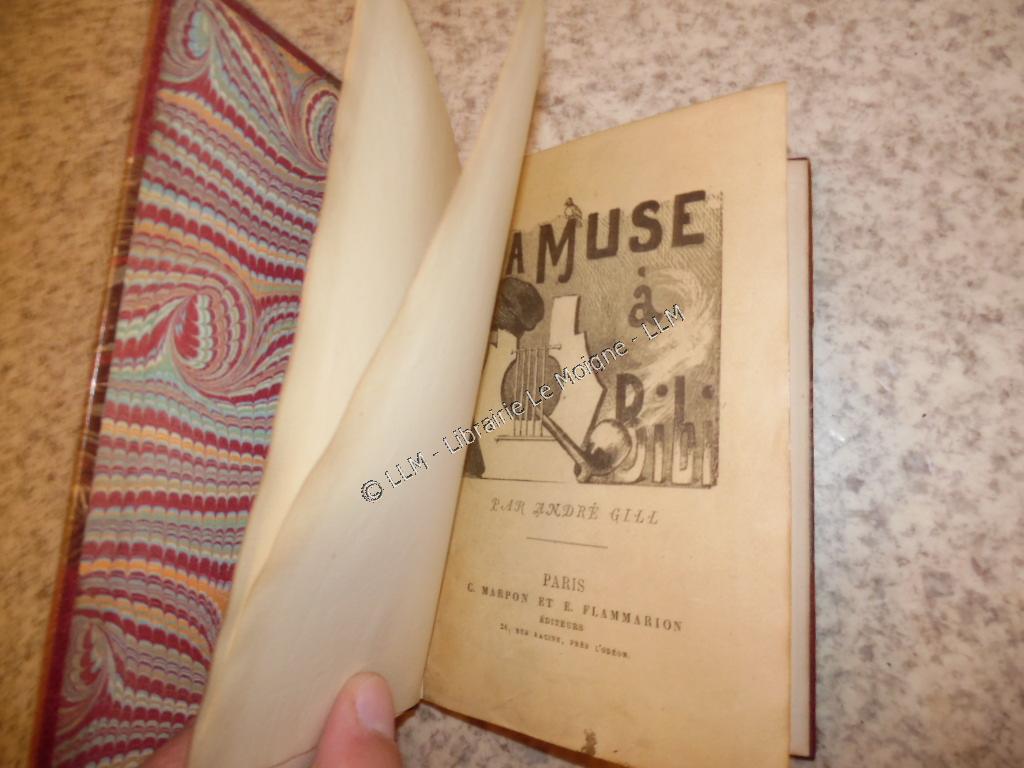 A MUSE
à
BiBi
PAR ANDRÉ GILL
PARIS
C. MARPON ET E. FLAMMARION
ÉDITEURS
26, RUE RACINE, PRÈS L'ODÉON.
© LLM - Librairie Le Moigne - LLM